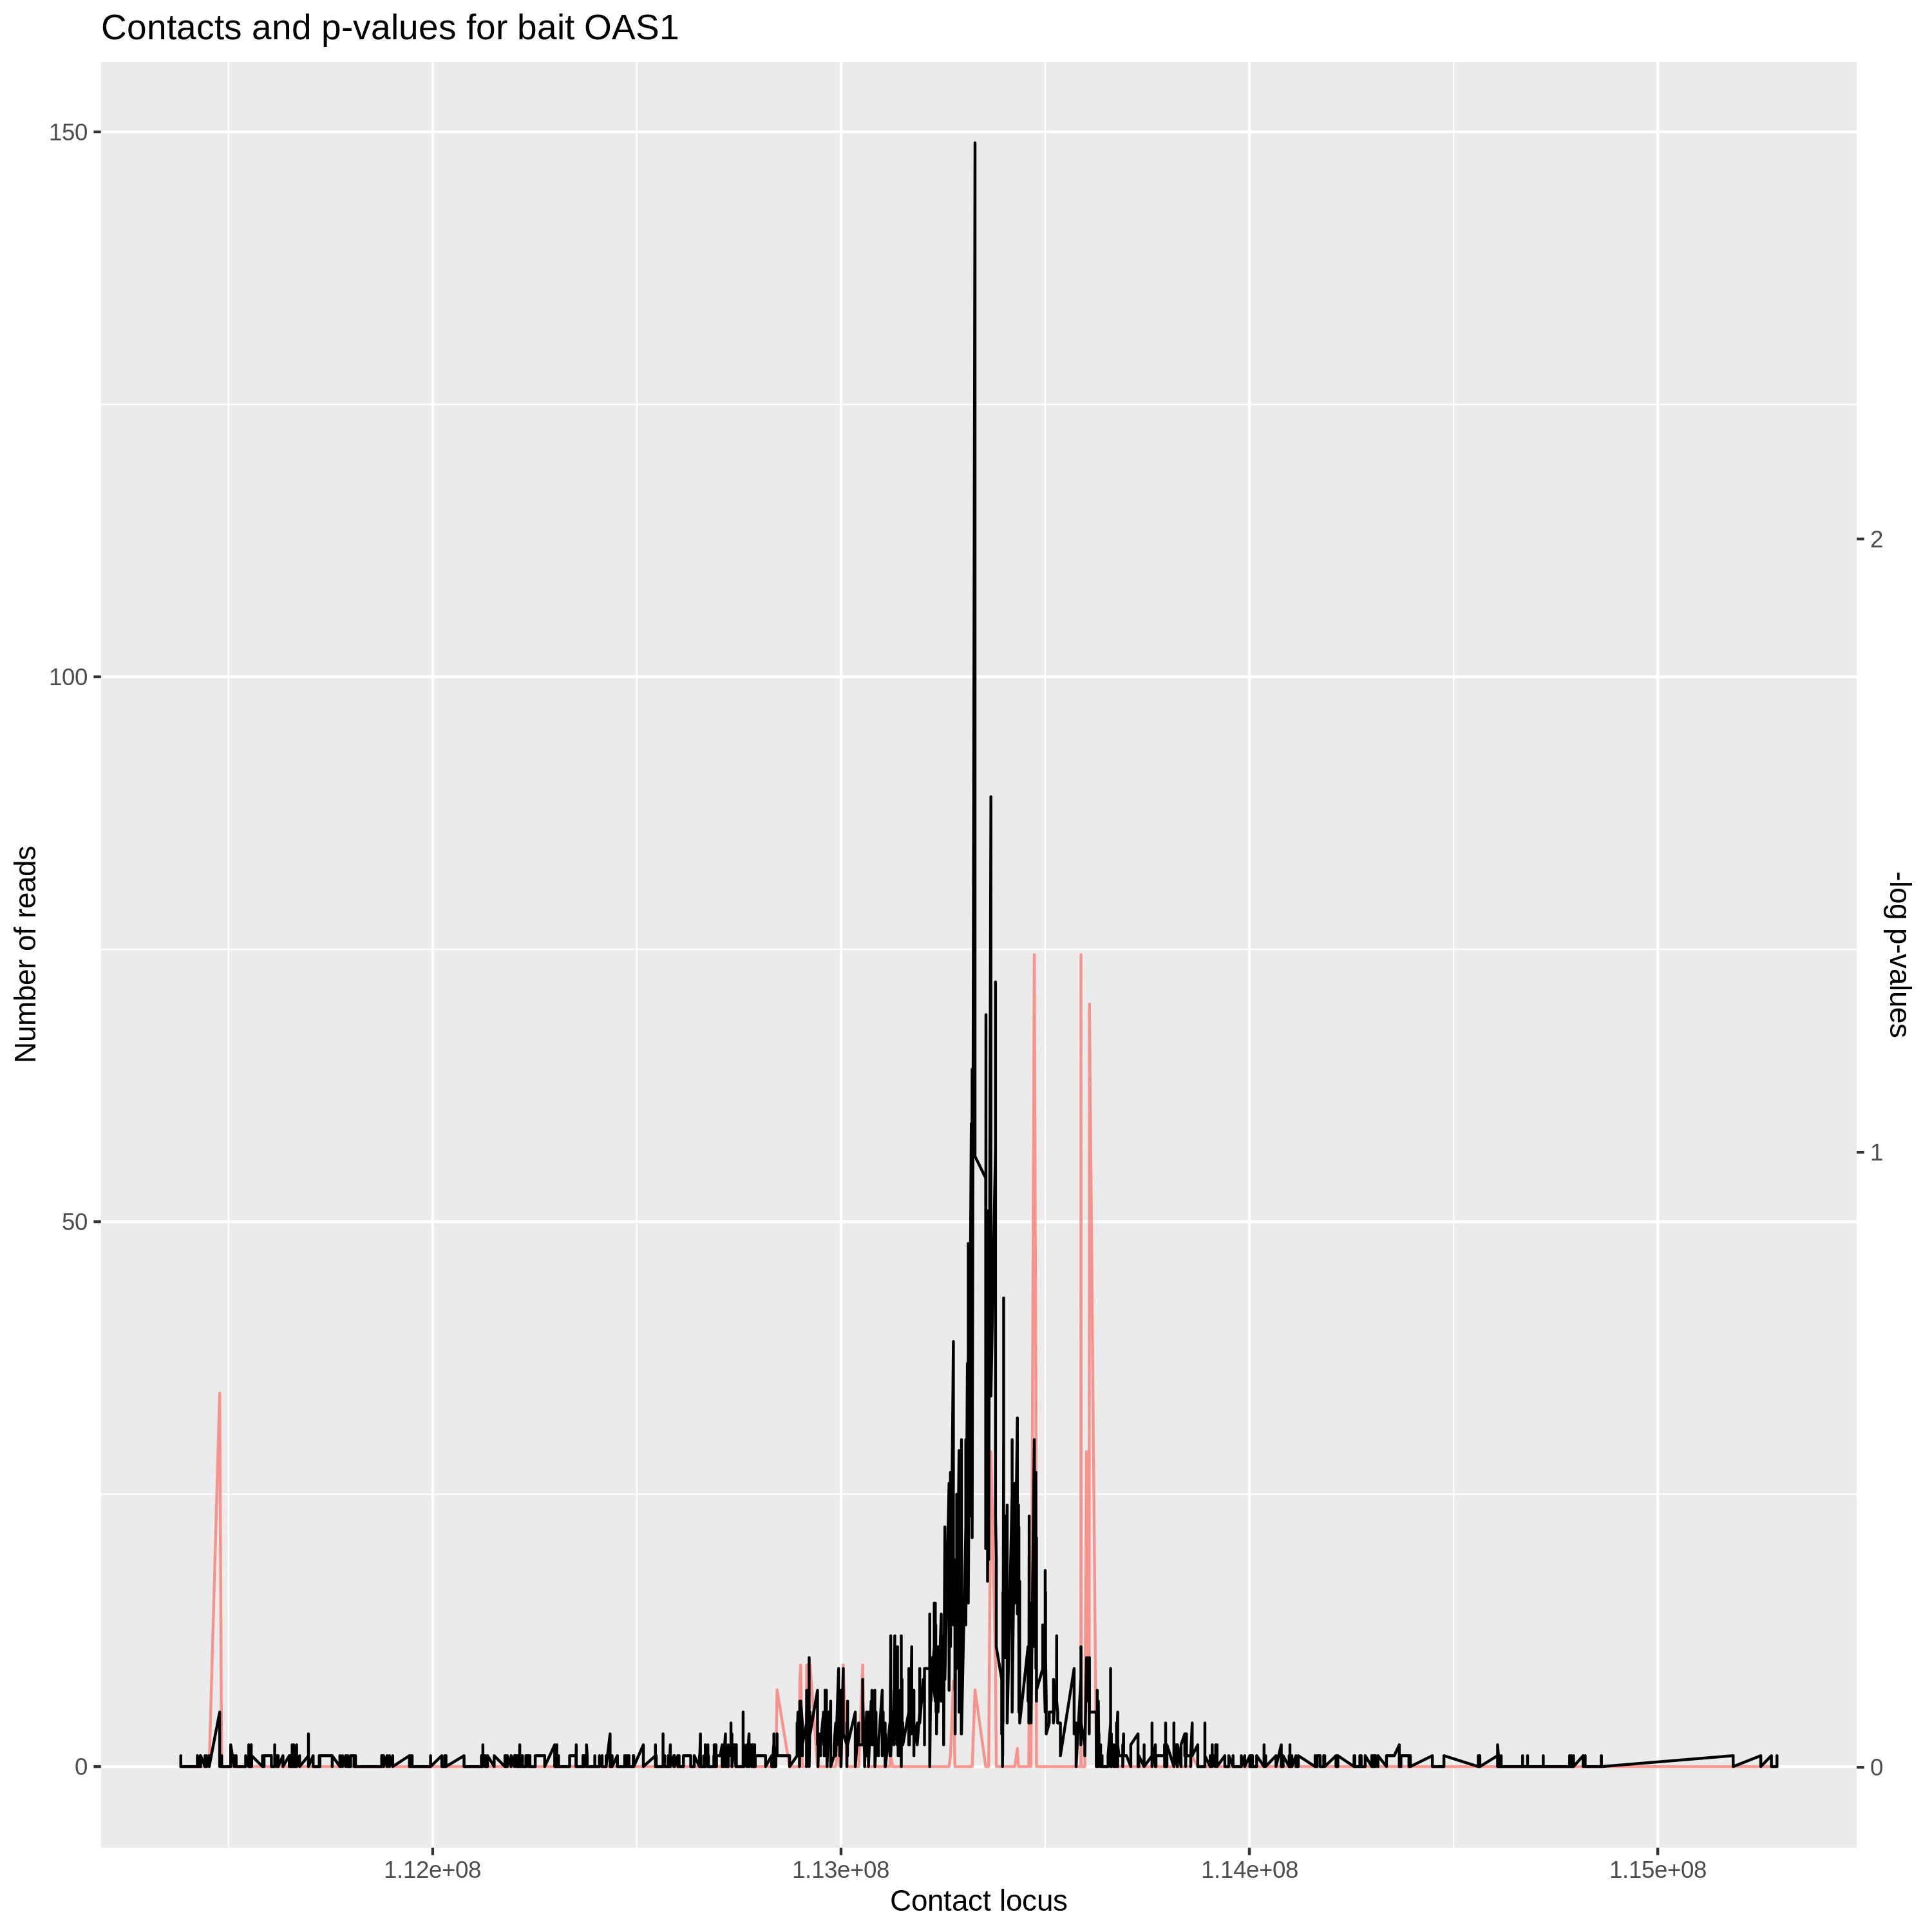 Contacts and p-values for bait OAS1
150
100
50
0
Number of reads
2
1
0
-log p-values
1.12e+08
1.13e+08
1.14e+08
1.15e+08
Contact locus